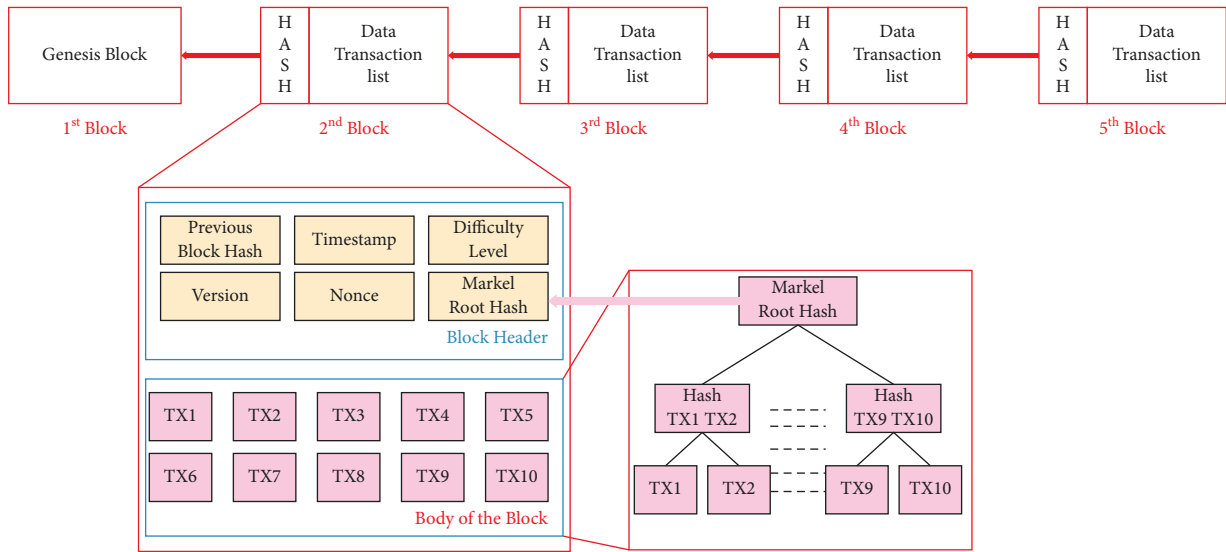 Genesis Block
H
A
S
H
Data
Transaction
list
H
A
S
H
Data
Transaction
list
H
A
S
H
Data
Transaction
list
H
A
S
H
Data
Transaction
list
1st Block
2nd Block
3rd Block
4th Block
5th Block
Previous
Block Hash
Timestamp
Difficulty
Level
Version
Nonce
Markel
Root Hash
Block Header
TX1
TX2
TX3
TX4
TX5
TX6
TX7
TX8
TX9
TX10
Body of the Block
Markel
Root Hash
Hash
TX1 TX2
Hash
TX9 TX10
TX1
TX2
TX9
TX10